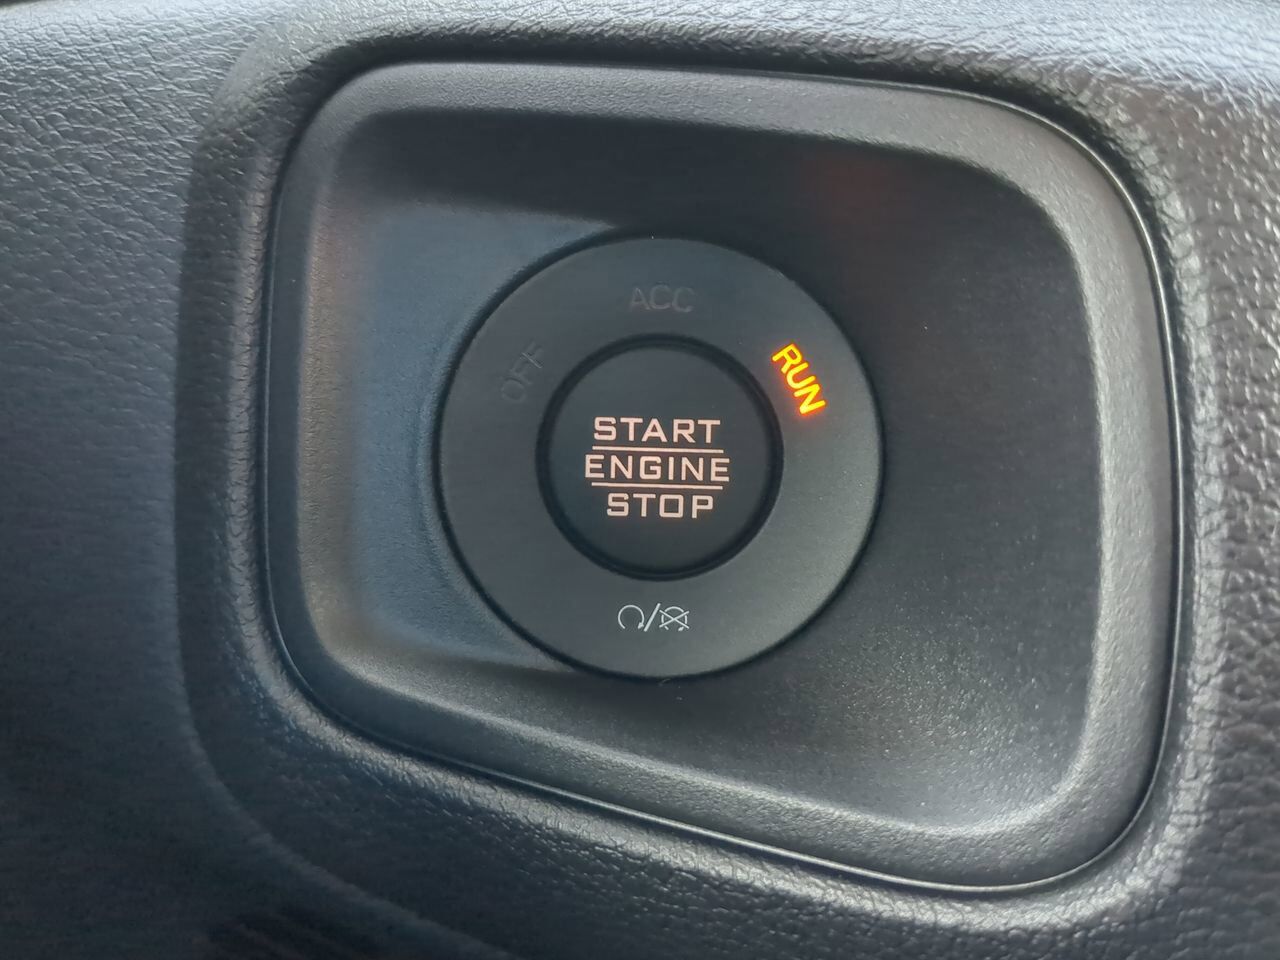 ACC
OFF
RUN
START
ENGINE
STOP